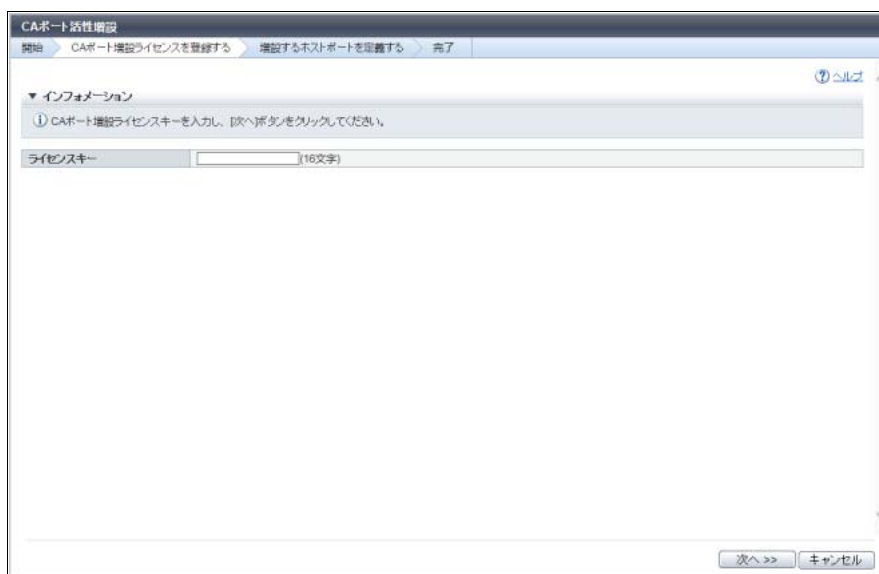 CAポート活性増設
開始 CAポート増設ライセンスを登録する 増設するホストポートを定義する 完了
ヘルプ
インフォメーション
CAポート増設ライセンスキーを入力し、[次へ]ボタンをクリックしてください。
ライセンスキー (16文字)
次へ >> キャンセル